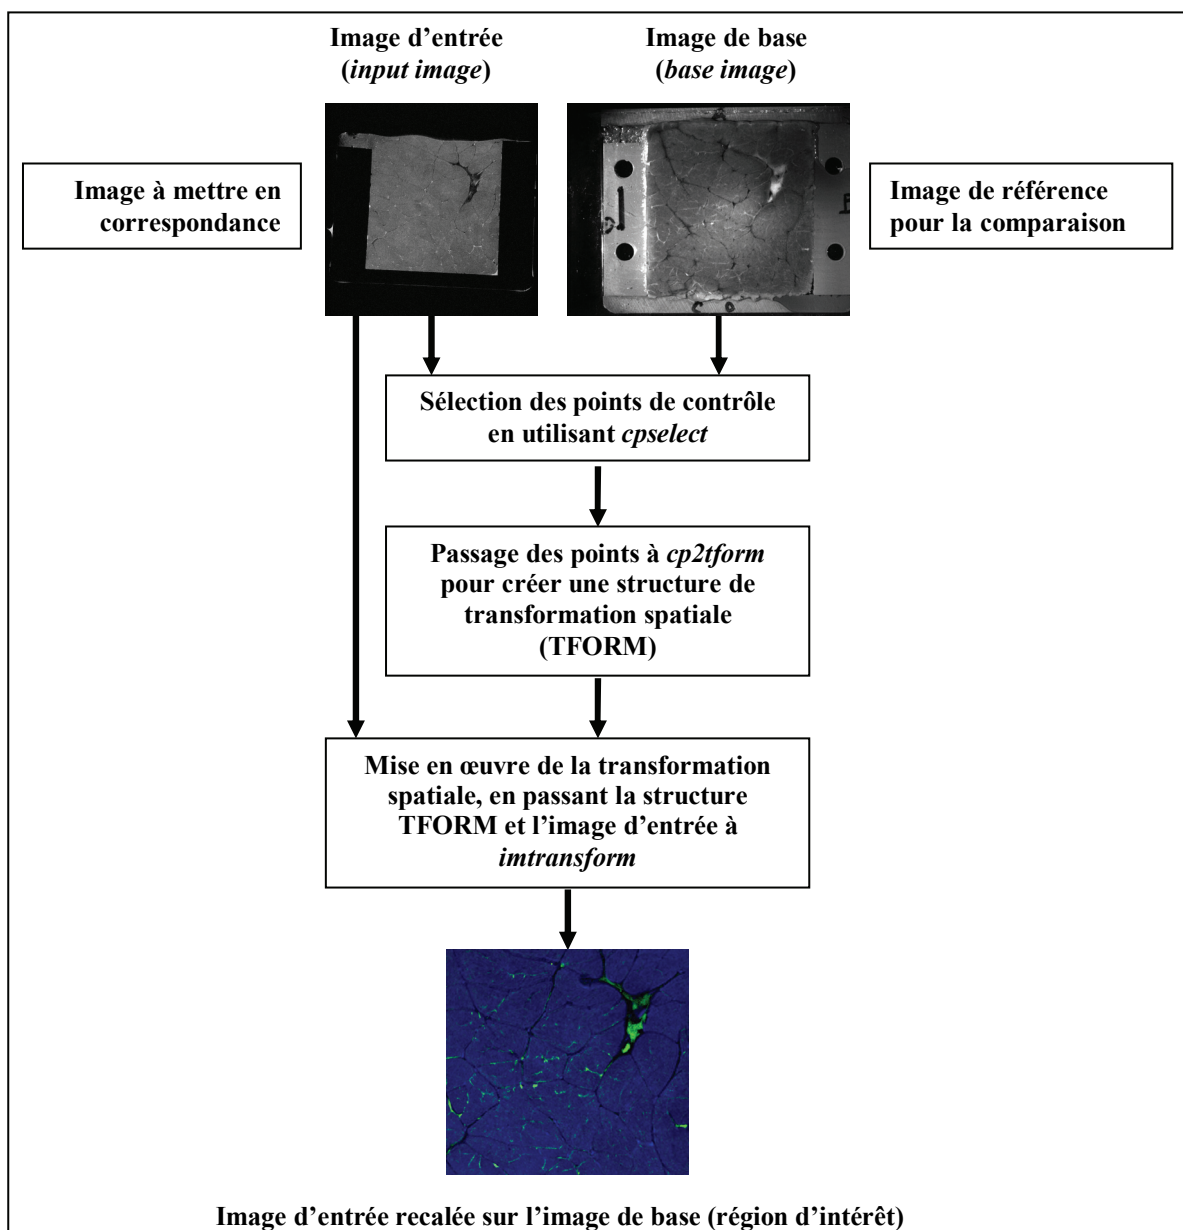 Image d'entrée
(input image)
Image de base
(base image)
Image à mettre en
correspondance
Image de référence
pour la comparaison
Sélection des points de contrôle
en utilisant cpselect
Passage des points à cp2tform
pour créer une structure de
transformation spatiale
(TFORM)
Mise en œuvre de la transformation
spatiale, en passant la structure
TFORM et l'image d'entrée à
imtransform
Image d'entrée recalée sur l'image de base (région d'intérêt)